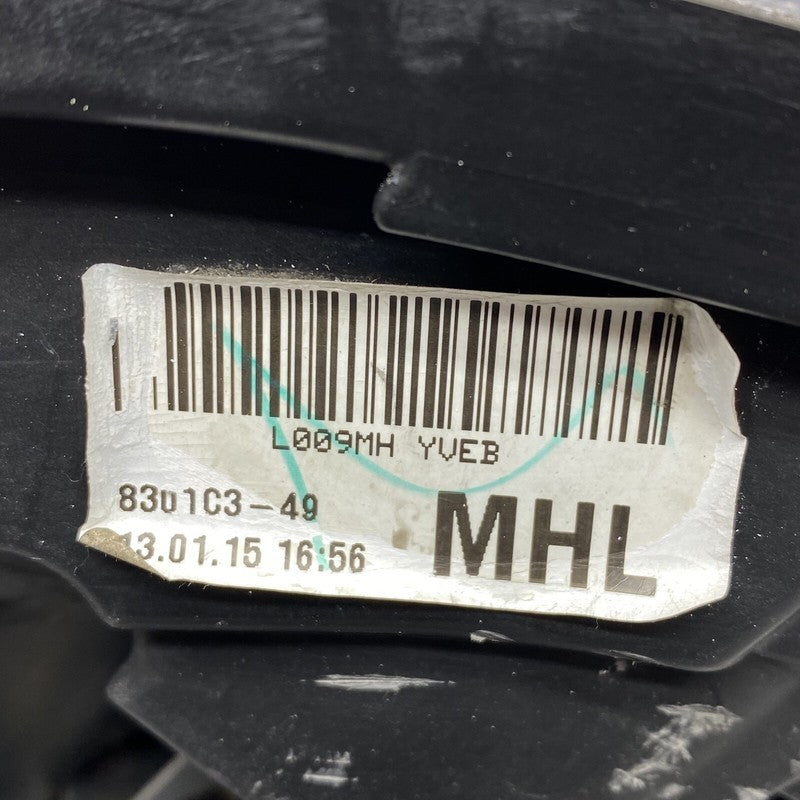 L009MH YVEB
8301C3-49
13.01.15 16:56
MHL